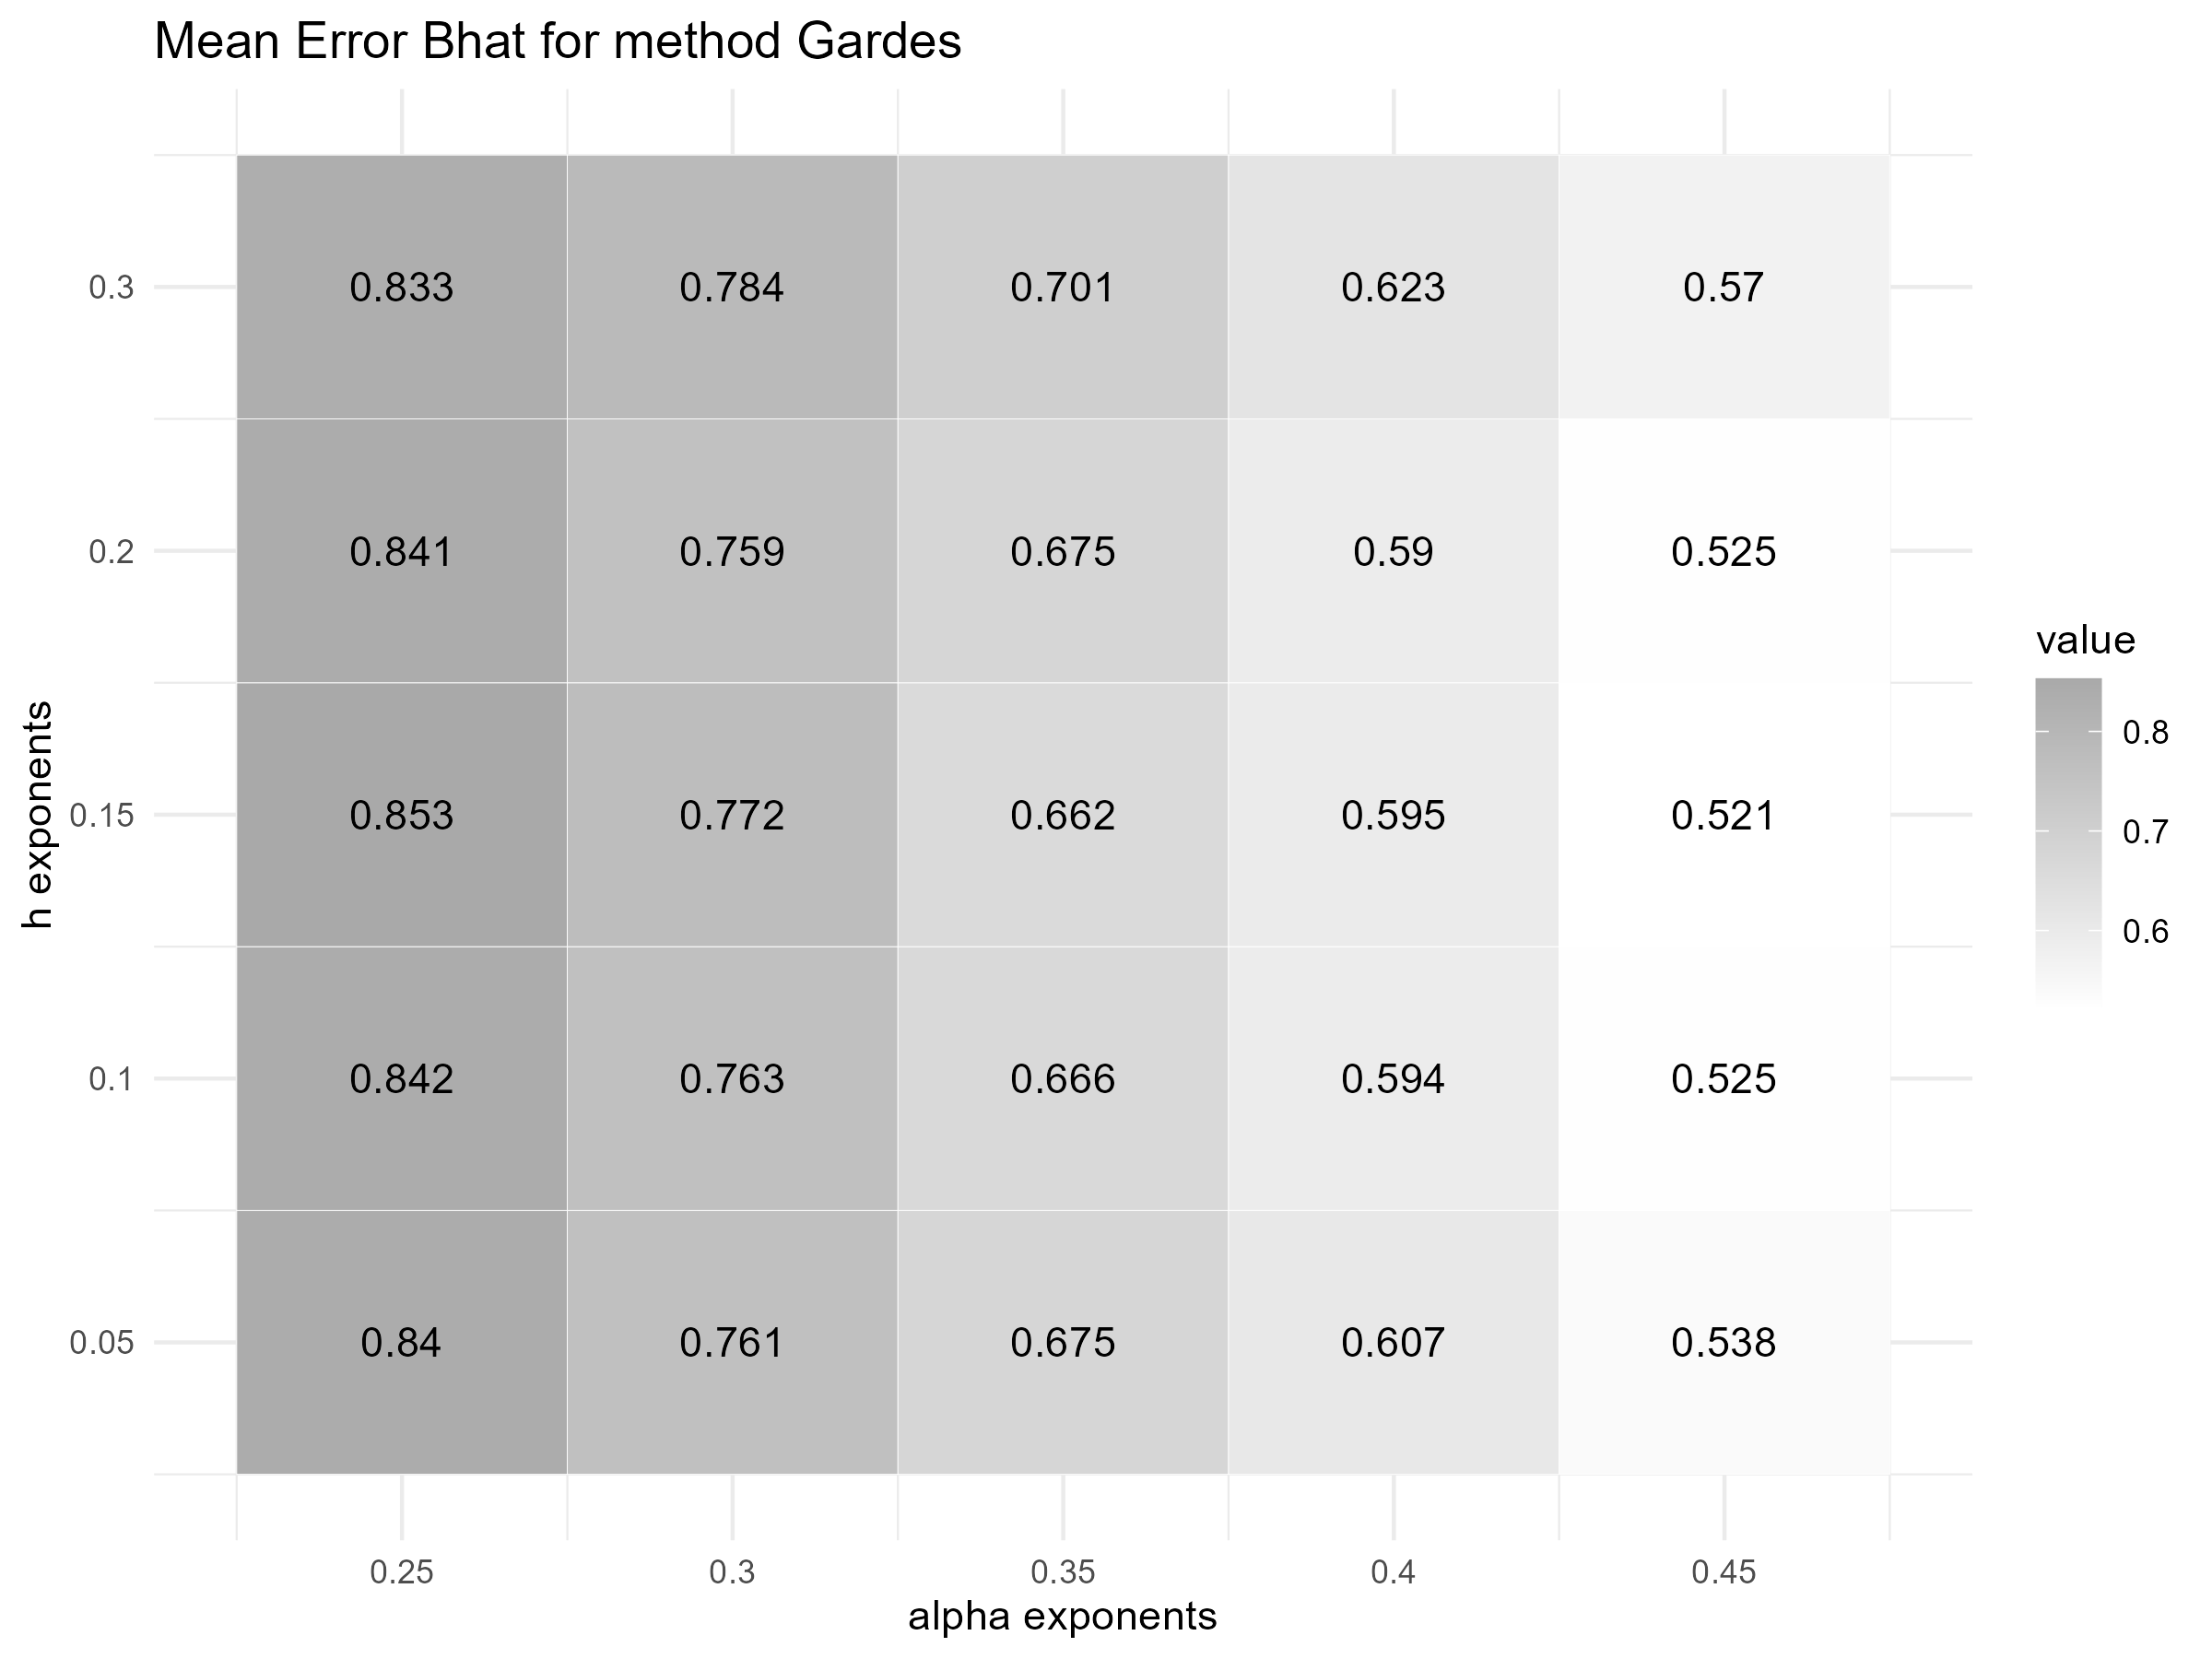 Mean Error Bhat for method Gardes
0.3 0.833 0.784 0.701 0.623 0.57
0.2 0.841 0.759 0.675 0.59 0.525
0.15 0.853 0.772 0.662 0.595 0.521
0.1 0.842 0.763 0.666 0.594 0.525
0.05 0.84 0.761 0.675 0.607 0.538
0.25 0.3 0.35 0.4 0.45
alpha exponents
h exponents
value
0.8
0.7
0.6